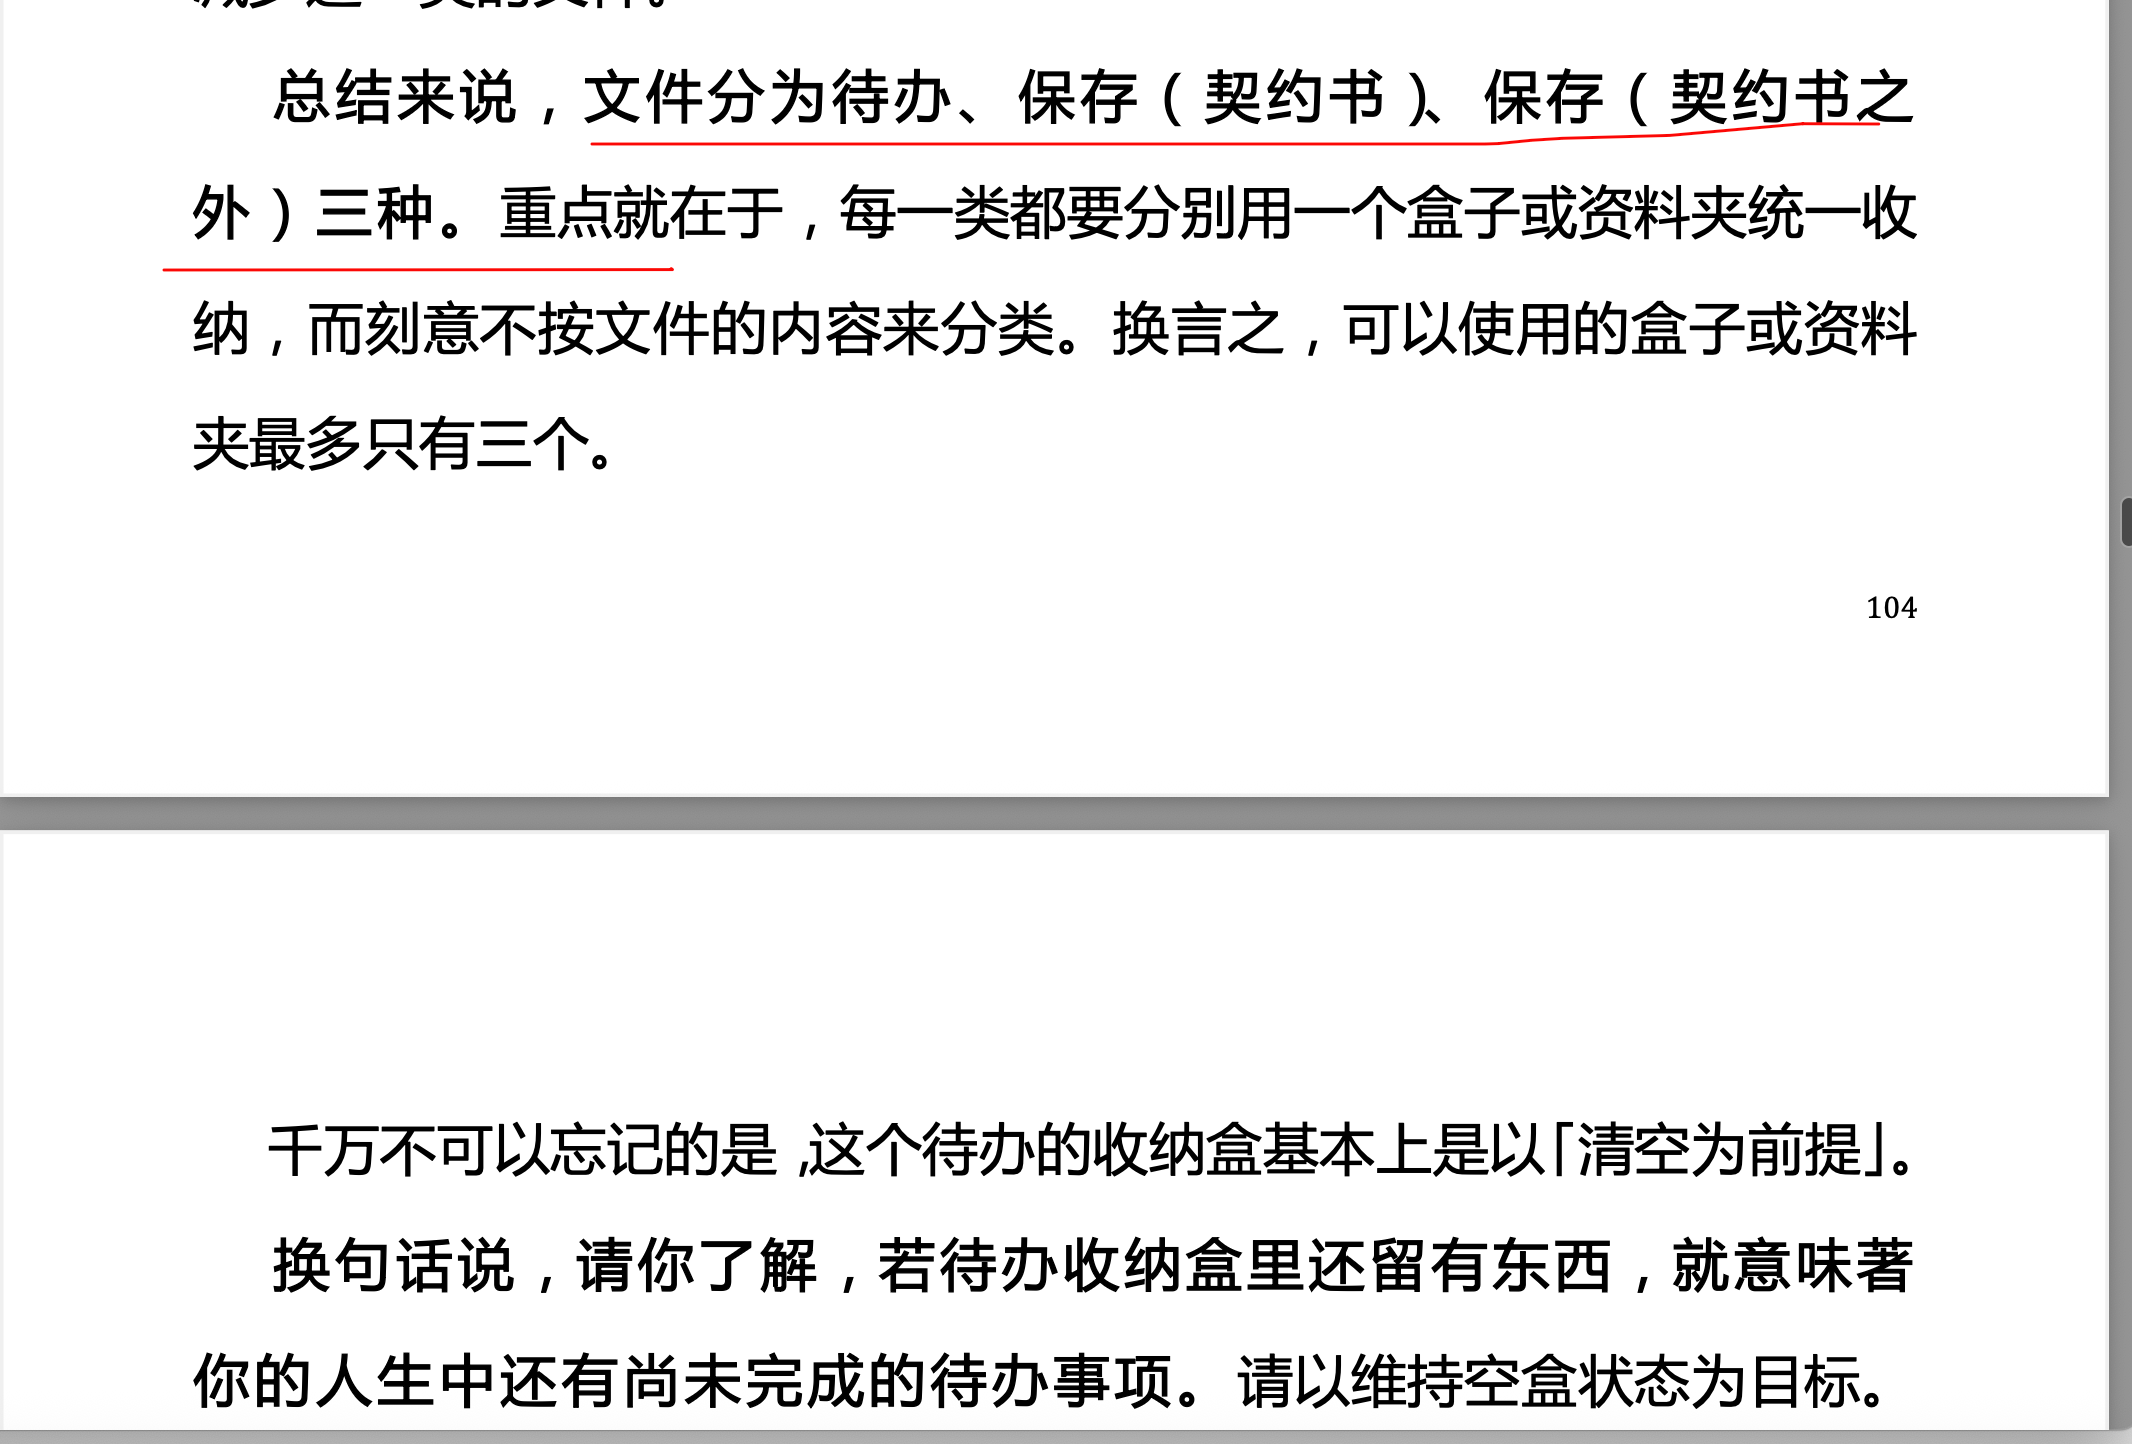 总结来说，文件分为待办、保存（契约书）、保存（契约书之
外）三种。重点就在于，每一类都要分别用一个盒子或资料夹统一收
纳，而刻意不按文件的内容来分类。换言之，可以使用的盒子或资料
夹最多只有三个。
104
千万不可以忘记的是，这个待办的收纳盒基本上是以「清空为前提」。
换句话说，请你了解，若待办收纳盒里还留有东西，就意味著
你的人生中还有尚未完成的待办事项。请以维持空盒状态为目标。